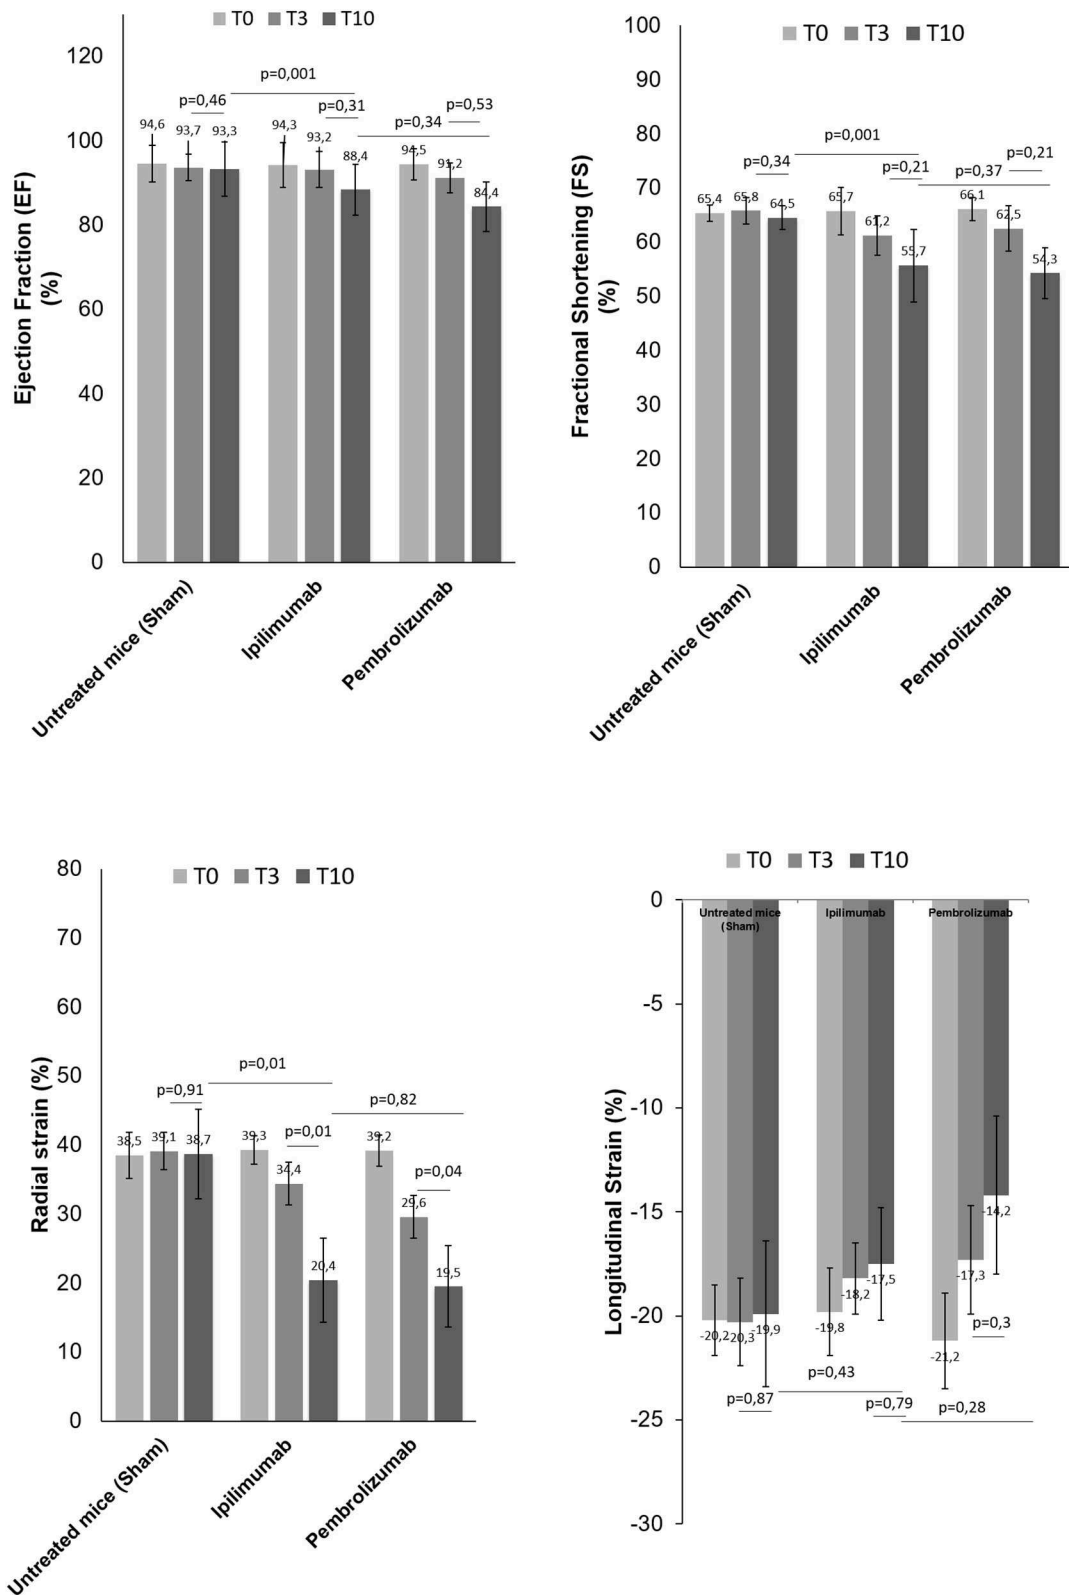 T0 T3 T10
120
100
80
60
40
20
0
Ejection Fraction (EF)
(%)
p=0,001
p=0,46
p=0,31
p=0,53
p=0,34
94,6
93,7
93,3
94,3
93,2
88,4
94,5
91,2
84,4
Untreated mice (Sham)
Ipilimumab
Pembrolizumab
T0 T3 T10
100
90
80
70
60
50
40
30
20
10
0
Fractional Shortening (FS)
(%)
p=0,001
p=0,34
p=0,21
p=0,21
p=0,37
65,4
65,8
64,5
65,7
61,2
55,7
66,1
62,5
54,3
Untreated mice (Sham)
Ipilimumab
Pembrolizumab
T0 T3 T10
80
70
60
50
40
30
20
10
0
Radial strain (%)
p=0,01
p=0,91
p=0,82
p=0,01
p=0,04
38,5
39,1
38,7
39,3
34,4
20,4
39,2
29,6
19,5
Untreated mice (Sham)
Ipilimumab
Pembrolizumab
T0 T3 T10
0
-5
-10
-15
-20
-25
-30
Longitudinal Strain (%)
Untreated mice
(Sham)
Ipilimumab
Pembrolizumab
-20,2
-20,3
-19,9
-19,8
-18,2
-17,5
-21,2
-17,3
-14,2
p=0,3
p=0,43
p=0,87
p=0,79
p=0,28